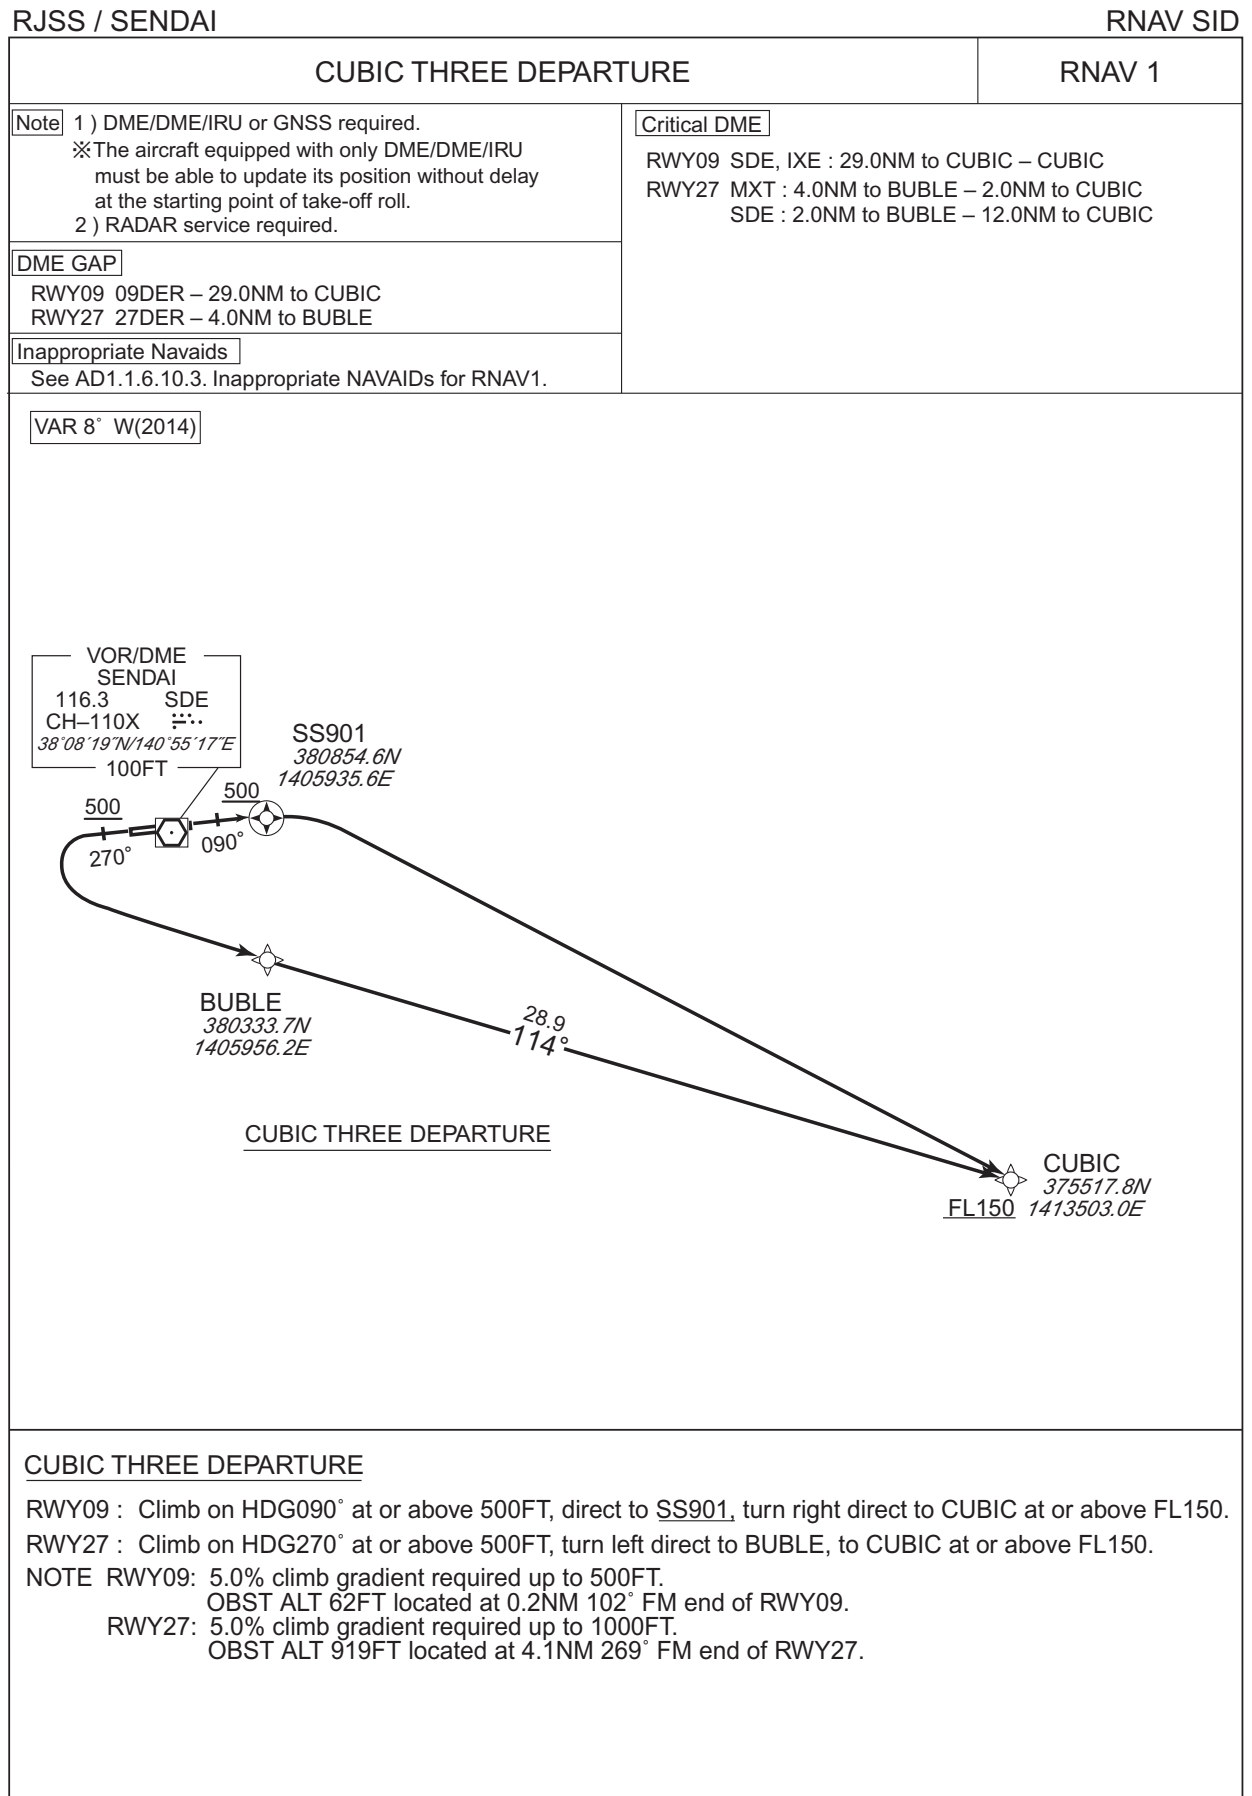 RJSS / SENDAI
RNAV SID
CUBIC THREE DEPARTURE
RNAV 1
Note 1 ) DME/DME/IRU or GNSS required.
※The aircraft equipped with only DME/DME/IRU
must be able to update its position without delay
at the starting point of take-off roll.
2 ) RADAR service required.
DME GAP
RWY09 09DER – 29.0NM to CUBIC
RWY27 27DER – 4.0NM to BUBLE
Inappropriate Navaids
See AD1.1.6.10.3. Inappropriate NAVAIDs for RNAV1.
Critical DME
RWY09 SDE, IXE : 29.0NM to CUBIC – CUBIC
RWY27 MXT : 4.0NM to BUBLE – 2.0NM to CUBIC
SDE : 2.0NM to BUBLE – 12.0NM to CUBIC
VAR 8˚ W(2014)
VOR/DME
SENDAI
116.3 SDE
CH–110X
38˚08´19˝N/140˚55´17˝E
100FT
SS901
380854.6N
1405935.6E
500
500
270˚
090˚
BUBLE
380333.7N
1405956.2E
28.9
114˚
CUBIC THREE DEPARTURE
CUBIC
375517.8N
FL150 1413503.0E
CUBIC THREE DEPARTURE
RWY09 : Climb on HDG090˚ at or above 500FT, direct to SS901, turn right direct to CUBIC at or above FL150.
RWY27 : Climb on HDG270˚ at or above 500FT, turn left direct to BUBLE, to CUBIC at or above FL150.
NOTE RWY09: 5.0% climb gradient required up to 500FT.
OBST ALT 62FT located at 0.2NM 102˚ FM end of RWY09.
RWY27: 5.0% climb gradient required up to 1000FT.
OBST ALT 919FT located at 4.1NM 269˚ FM end of RWY27.